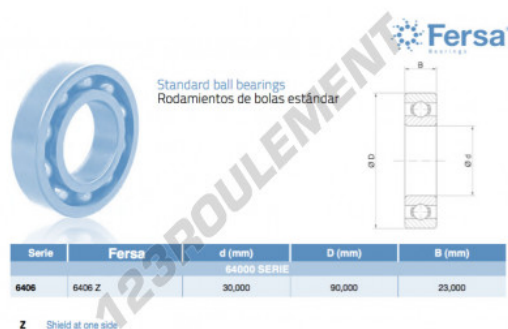 Fersa
Bearings
Standard ball bearings
Rodamientos de bolas estándar
B
Ø D
Ø d
Serie Fersa d (mm) D (mm) B (mm)
64000 SERIE
6406 6406 Z 30,000 90,000 23,000
Z Shield at one side
123ROULEMENT